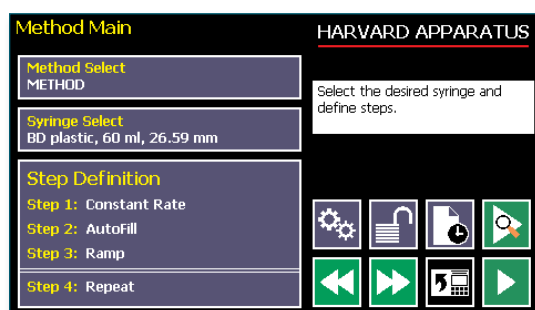 Method Main
HARVARD APPARATUS
Method Select
METHOD
Select the desired syringe and
define steps.
Syringe Select
BD plastic, 60 ml, 26.59 mm
Step Definition
Step 1: Constant Rate
Step 2: AutoFill
Step 3: Ramp
Step 4: Repeat